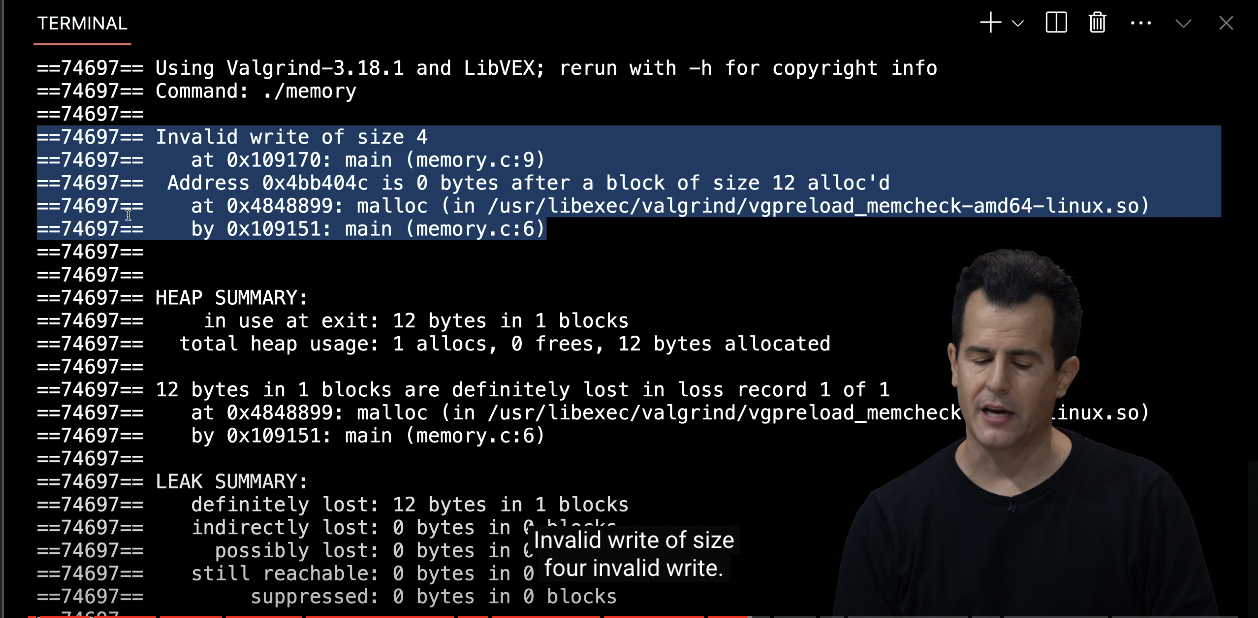 TERMINAL
==74697== Using Valgrind-3.18.1 and LibVEX; rerun with -h for copyright info
==74697== Command: ./memory
==74697==
==74697== Invalid write of size 4
==74697==    at 0x109170: main (memory.c:9)
==74697==  Address 0x4bb404c is 0 bytes after a block of size 12 alloc'd
==74697==    at 0x4848899: malloc (in /usr/libexec/valgrind/vgpreload_memcheck-amd64-linux.so)
==74697==    by 0x109151: main (memory.c:6)
==74697==
==74697==
==74697== HEAP SUMMARY:
==74697==     in use at exit: 12 bytes in 1 blocks
==74697==   total heap usage: 1 allocs, 0 frees, 12 bytes allocated
==74697==
==74697== 12 bytes in 1 blocks are definitely lost in loss record 1 of 1
==74697==    at 0x4848899: malloc (in /usr/libexec/valgrind/vgpreload_memcheck inux.so)
==74697==    by 0x109151: main (memory.c:6)
==74697==
==74697== LEAK SUMMARY:
==74697==    definitely lost: 12 bytes in 1 blocks
==74697==    indirectly lost: 0 bytes in 0 blocks
==74697==      possibly lost: 0 bytes in
==74697==    still reachable: 0 bytes in 0
==74697==         suppressed: 0 bytes in 0 blocks
Invalid write of size
four invalid write.